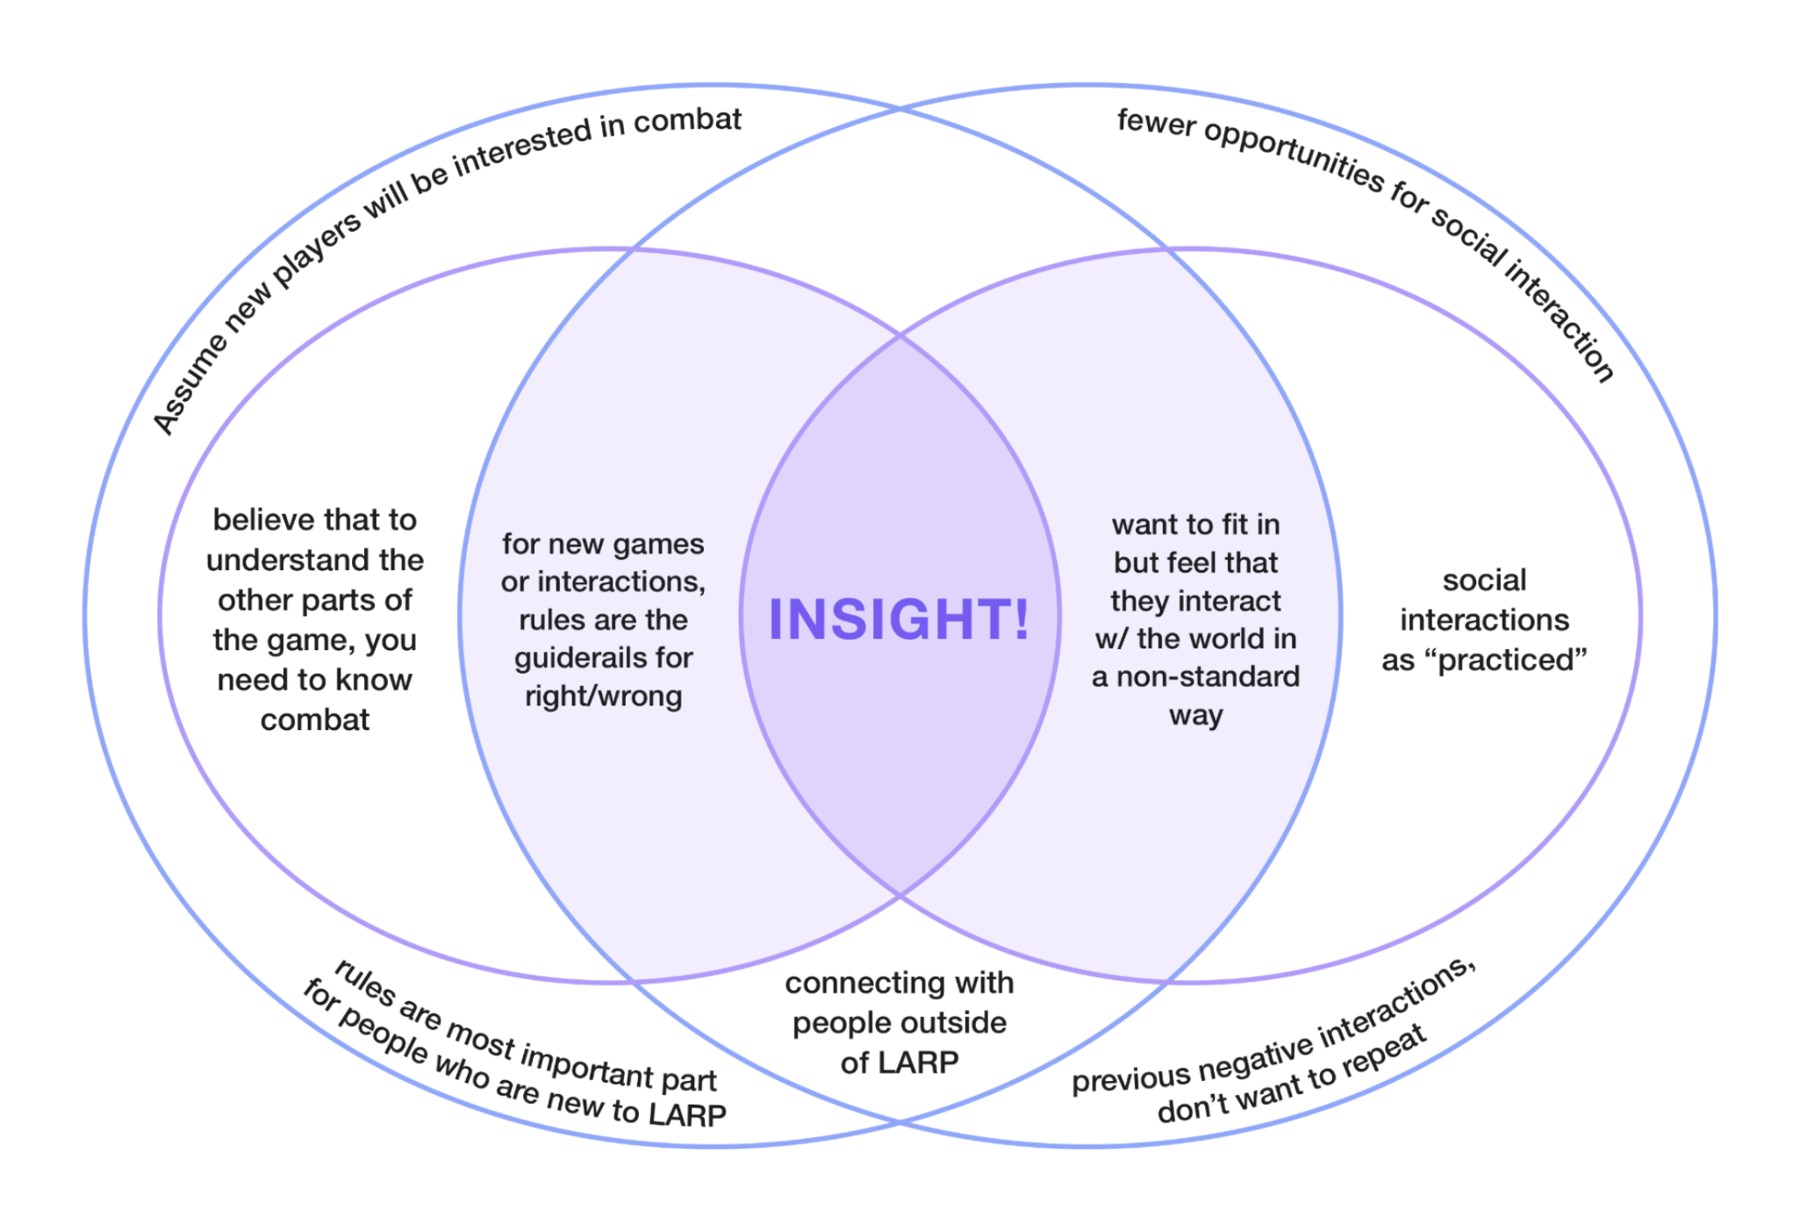 Assume new players will be interested in combat
fewer opportunities for social interaction
believe that to
understand the
other parts of
the game, you
need to know
combat
for new games
or interactions,
rules are the
guiderails for
right/wrong
INSIGHT!
want to fit in
but feel that
they interact
w/ the world in
a non-standard
way
social
interactions
as “practiced”
rules are most important part
for people who are new to LARP
connecting with
people outside
of LARP
previous negative interactions,
don’t want to repeat